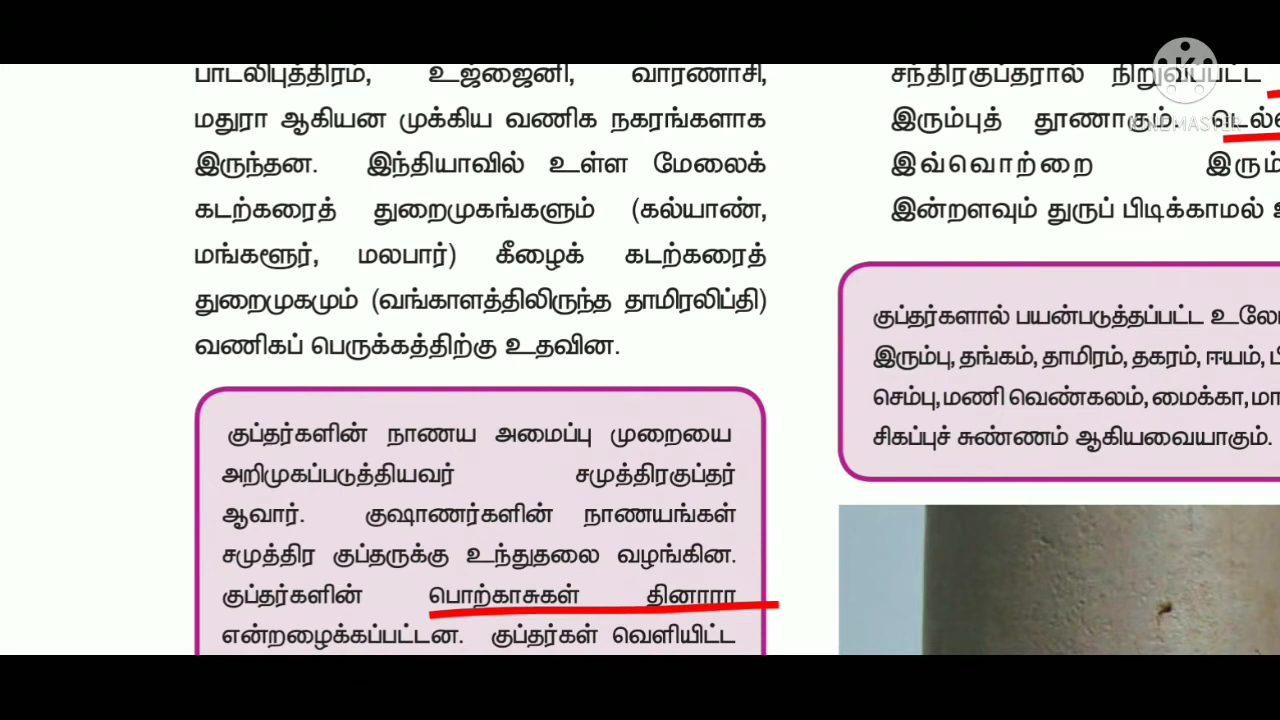 பாடலிபுத்திரம், உஜ்ஜைனி, வாரணாசி,
மதுரா ஆகியன முக்கிய வணிக நகரங்களாக
இருந்தன. இந்தியாவில் உள்ள மேலைக்
கடற்கரைத் துறைமுகங்களும் (கல்யாண்,
மங்களூர், மலபார்) கீழைக் கடற்கரைத்
துறைமுகமும் (வங்காளத்திலிருந்த தாமிரலிப்தி)
வணிகப் பெருக்கத்திற்கு உதவின.
குப்தர்களின் நாணய அமைப்பு முறையை
அறிமுகப்படுத்தியவர் சமுத்திரகுப்தர்
ஆவார். குஷாணர்களின் நாணயங்கள்
சமுத்திர குப்தருக்கு உந்துதலை வழங்கின.
குப்தர்களின் பொற்காசுகள் தினாரா
என்றழைக்கப்பட்டன. குப்தர்கள் வெளியிட்ட
சந்திரகுப்தரால் நிறுவப்பட்ட
இரும்புத் தூணாகும்.
இவ்வொற்றை
இன்றளவும் துருப் பிடிக்காமல்
குப்தர்களால் பயன்படுத்தப்பட்ட
இரும்பு, தங்கம், தாமிரம், தகரம், ஈயம்,
செம்பு, மணி வெண்கலம், மைக்கா,
சிகப்புச் சுண்ணம் ஆகியவையாகும்.
KINEMASTER